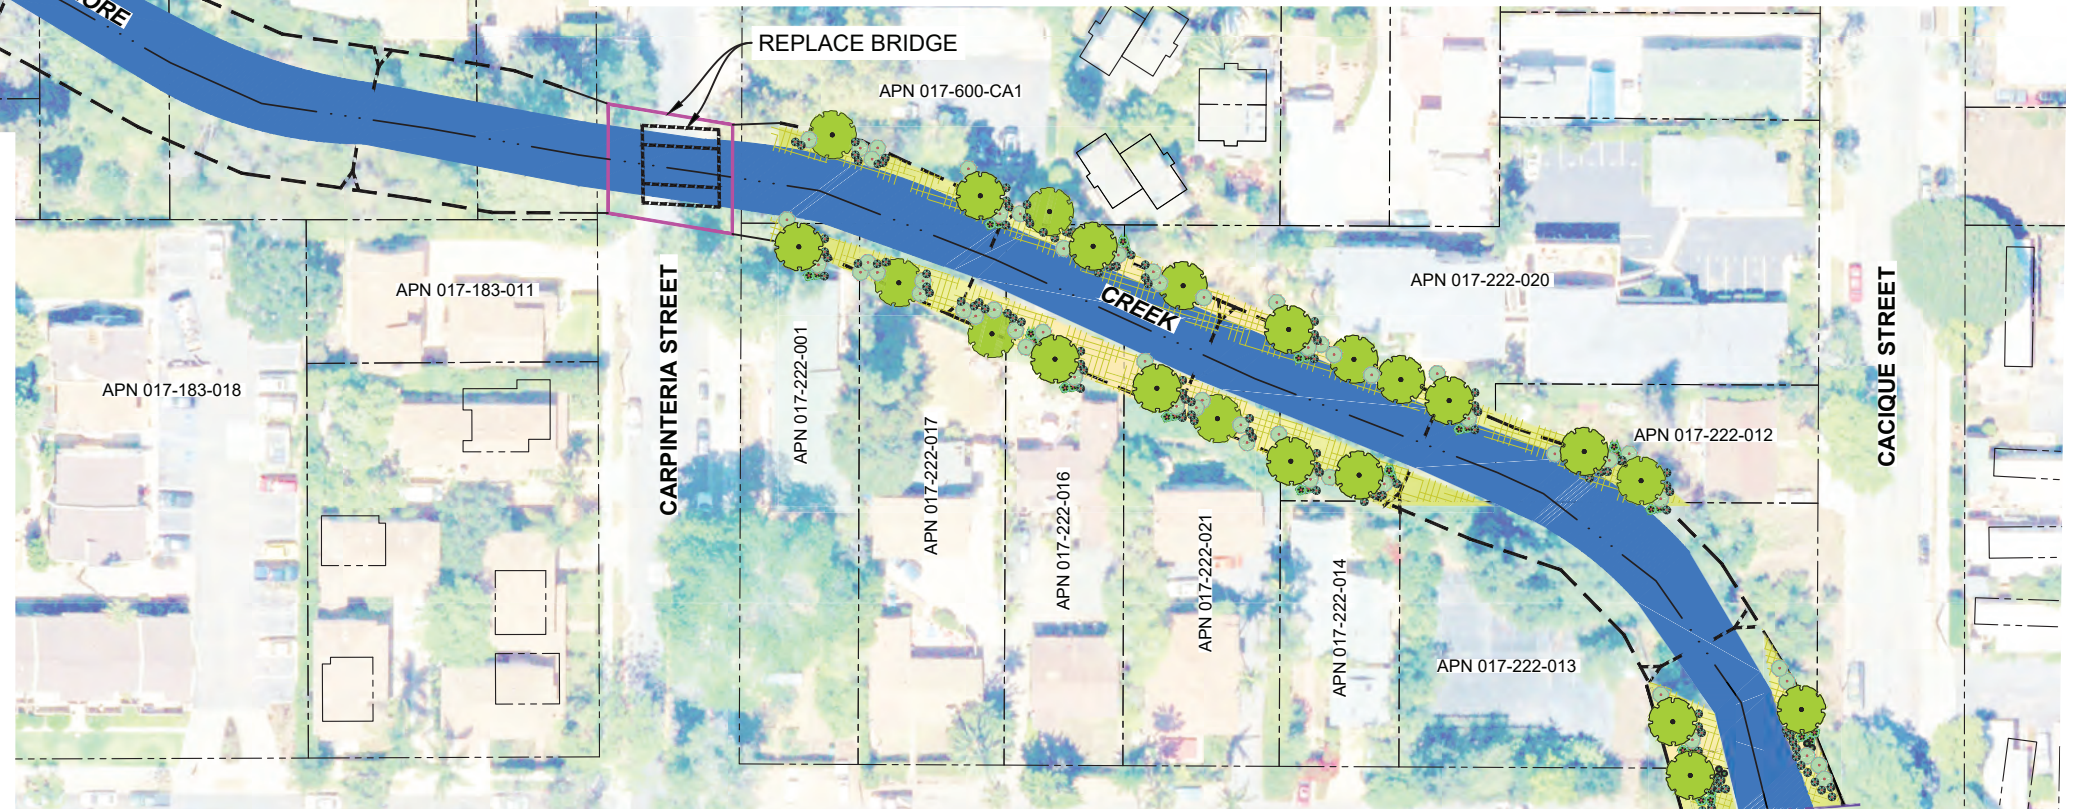 ORE
REPLACE BRIDGE
APN 017-600-CA1
APN 017-183-011
APN 017-183-018
CARPINTERIA STREET
APN 017-222-001
APN 017-222-017
APN 017-222-016
APN 017-222-021
APN 017-222-014
APN 017-222-013
CREEK
APN 017-222-020
APN 017-222-012
CACIQUE STREET